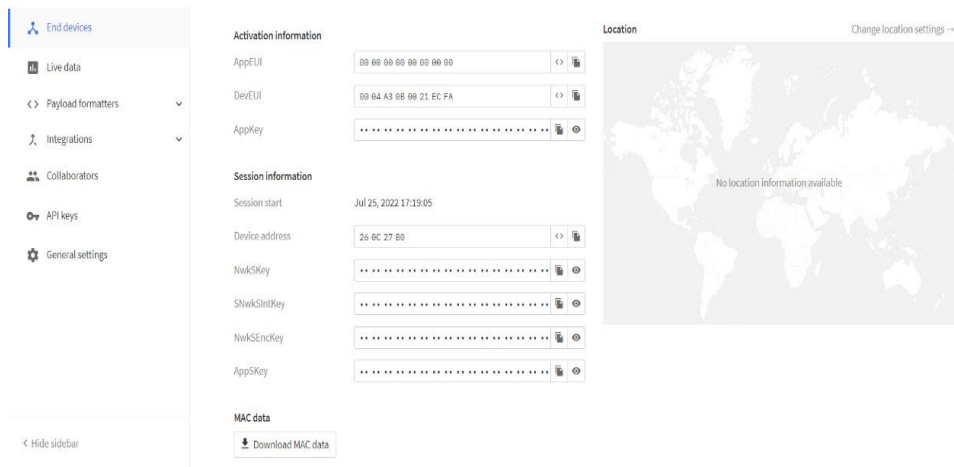 End devices
Live data
Payload formatters
Integrations
Collaborators
API keys
General settings
< Hide sidebar
Activation information
AppEUI 00 00 00 00 00 00 00 00
DevEUI 00 04 A3 0B 00 21 EC FA
AppKey
Session information
Session start Jul 25, 2022 17:19:05
Device address 26 0C 27 B0
NwkSKey
SNwkSIntKey
NwkSEncKey
AppSKey
MAC data
Download MAC data
Location Change location settings →
No location information available